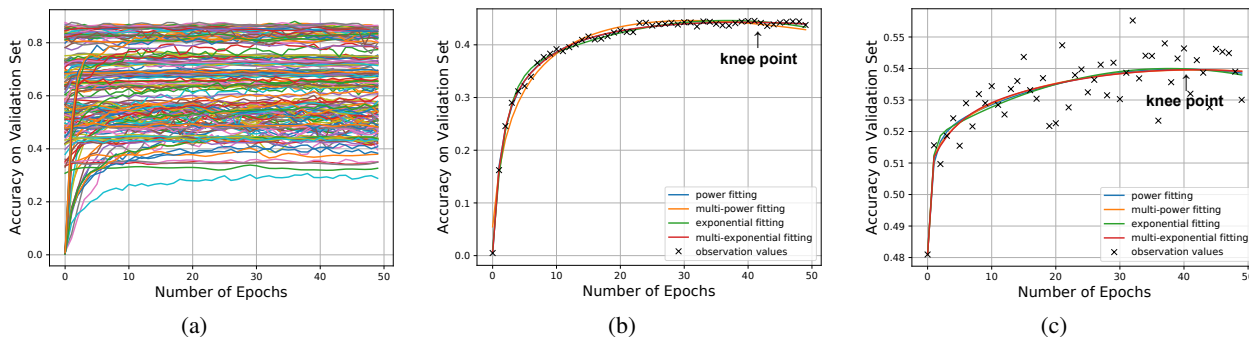 Accuracy on Validation Set
0.8
0.6
0.4
0.2
0.0
0 10 20 30 40 50
Number of Epochs
(a)
Accuracy on Validation Set
0.4
0.3
0.2
0.1
0.0
knee point
power fitting
multi-power fitting
exponential fitting
multi-exponential fitting
observation values
0 10 20 30 40 50
Number of Epochs
(b)
Accuracy on Validation Set
0.55
0.54
0.53
0.52
0.51
0.50
0.49
0.48
knee point
power fitting
multi-power fitting
exponential fitting
multi-exponential fitting
observation values
0 10 20 30 40 50
Number of Epochs
(c)